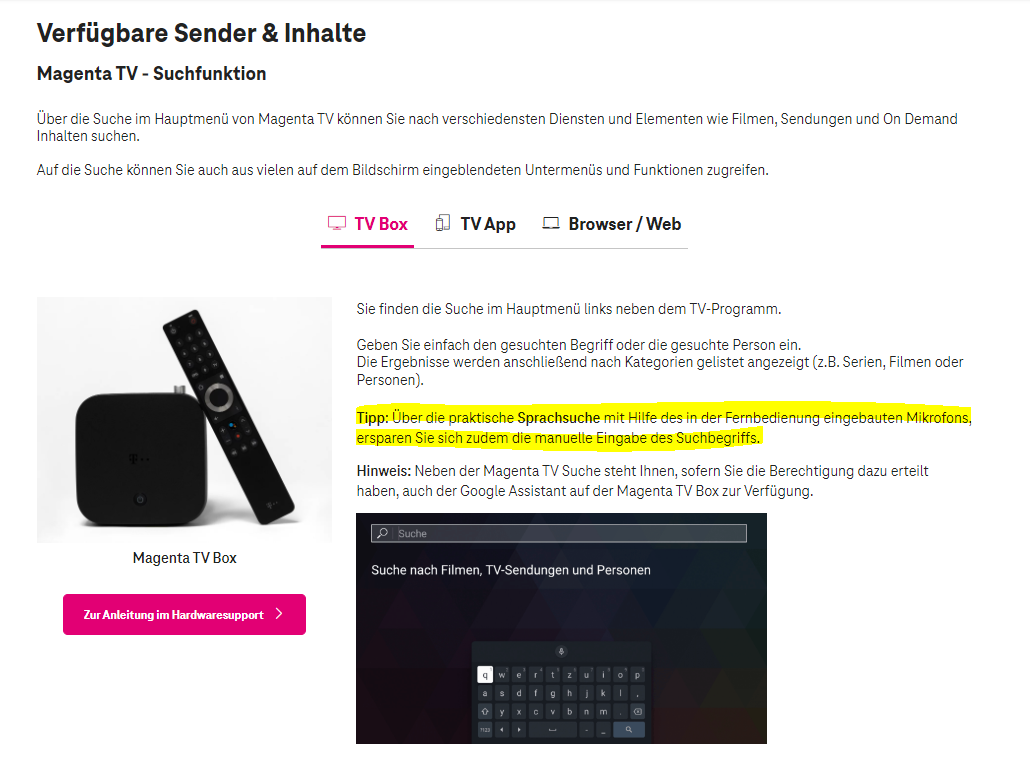 Verfügbare Sender & Inhalte
Magenta TV - Suchfunktion
Über die Suche im Hauptmenü von Magenta TV können Sie nach verschiedensten Diensten und Elementen wie Filmen, Sendungen und On Demand
Inhalten suchen.
Auf die Suche können Sie auch aus vielen auf dem Bildschirm eingeblendeten Untermenüs und Funktionen zugreifen.
TV Box
TV App
Browser / Web
Sie finden die Suche im Hauptmenü links neben dem TV-Programm.
Geben Sie einfach den gesuchten Begriff oder die gesuchte Person ein.
Die Ergebnisse werden anschließend nach Kategorien gelistet angezeigt (z.B. Serien, Filmen oder
Personen).
Tipp: Über die praktische Sprachsuche mit Hilfe des in der Fernbedienung eingebauten Mikrofons,
ersparen Sie sich zudem die manuelle Eingabe des Suchbegriffs.
Hinweis: Neben der Magenta TV Suche steht Ihnen, sofern Sie die Berechtigung dazu erteilt
haben, auch der Google Assistant auf der Magenta TV Box zur Verfügung.
Magenta TV Box
Zur Anleitung im Hardwaresupport
Suche
Suche nach Filmen, TV-Sendungen und Personen
q w e r t z u i o p
a s d f g h j k l ,
y x c v b n m .
?123 - _